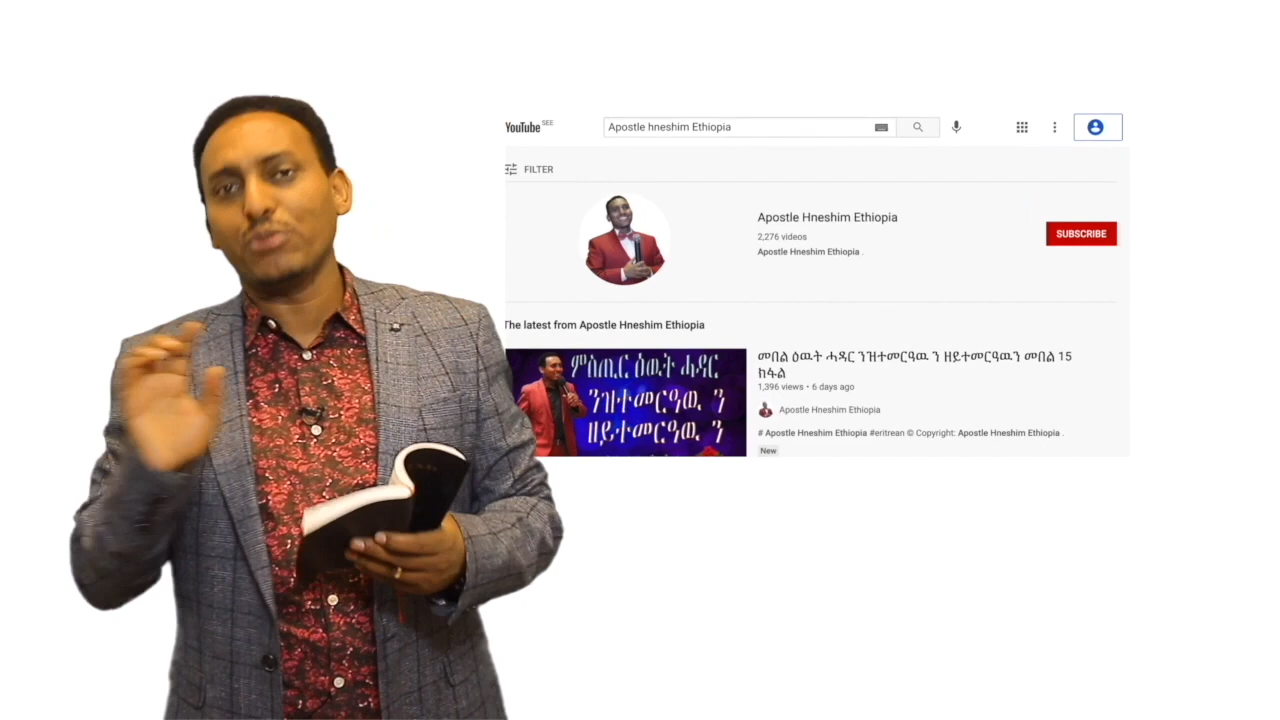 YouTube SEE
Apostle hneshim Ethiopia
FILTER
Apostle Hneshim Ethiopia
2,276 videos
Apostle Hneshim Ethiopia .
SUBSCRIBE
The latest from Apostle Hneshim Ethiopia
ምስጢር ዕዉት ሓዳር
ንዝተመርዓዉ ን
ዘይተመርዓዉ ን
መበል ዕዉት ሓዳር ንዝተመርዓዉ ን ዘይተመርዓዉን መበል 15
ክፋል
1,396 views • 6 days ago
Apostle Hneshim Ethiopia
# Apostle Hneshim Ethiopia #eritrean © Copyright: Apostle Hneshim Ethiopia .
New